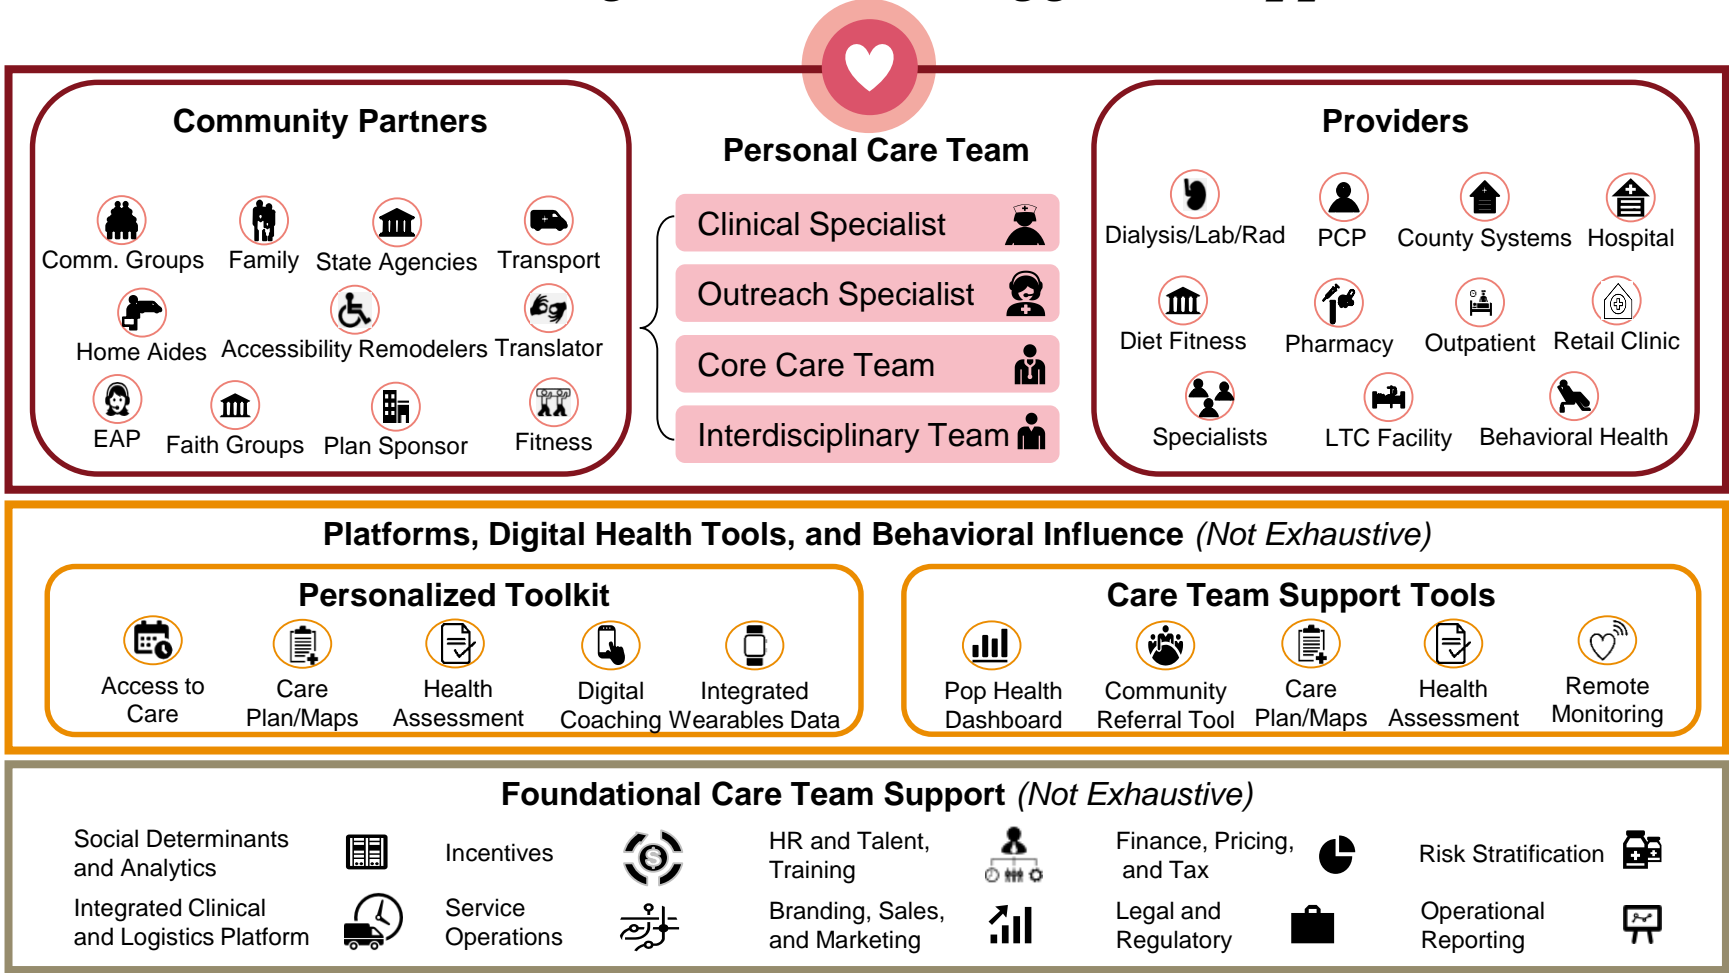 Community Partners
Comm. Groups
Family
State Agencies
Transport
Home Aides
Accessibility Remodelers
Translator
EAP
Faith Groups
Plan Sponsor
Fitness
Personal Care Team
Clinical Specialist
Outreach Specialist
Core Care Team
Interdisciplinary Team
Providers
Dialysis/Lab/Rad
PCP
County Systems
Hospital
Diet Fitness
Pharmacy
Outpatient
Retail Clinic
Specialists
LTC Facility
Behavioral Health
Platforms, Digital Health Tools, and Behavioral Influence (Not Exhaustive)
Personalized Toolkit
Access to
Care
Care
Plan/Maps
Health
Assessment
Digital
Coaching
Integrated
Wearables Data
Care Team Support Tools
Pop Health
Dashboard
Community
Referral Tool
Care
Plan/Maps
Health
Assessment
Remote
Monitoring
Foundational Care Team Support (Not Exhaustive)
Social Determinants
and Analytics
Incentives
HR and Talent,
Training
Finance, Pricing,
and Tax
Risk Stratification
Integrated Clinical
and Logistics Platform
Service
Operations
Branding, Sales,
and Marketing
Legal and
Regulatory
Operational
Reporting